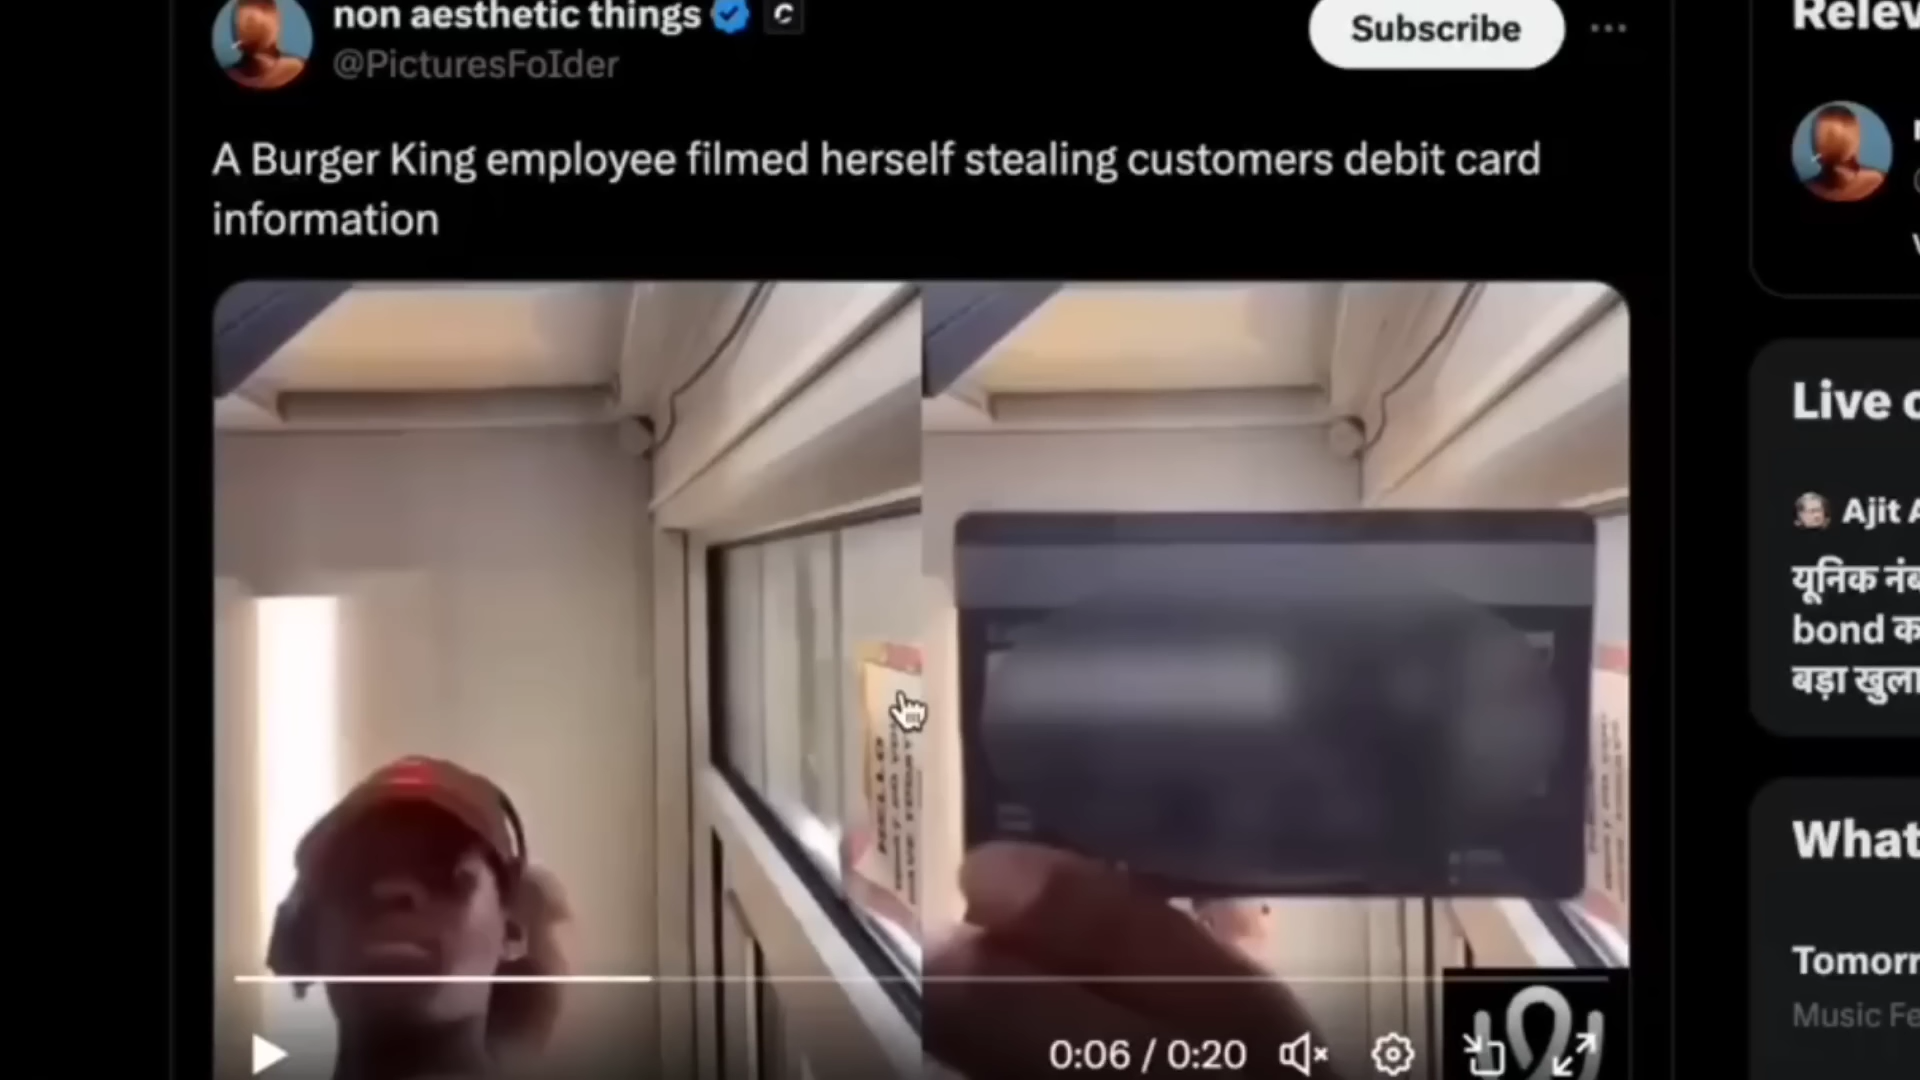 non aesthetic things
Subscribe
@PicturesFoIder
A Burger King employee filmed herself stealing customers debit card
information
HELLO
0:06 / 0:20
Relev
Live
Ajit
यूनिक
bond
बड़ा
What
Tomorr
Music Fe